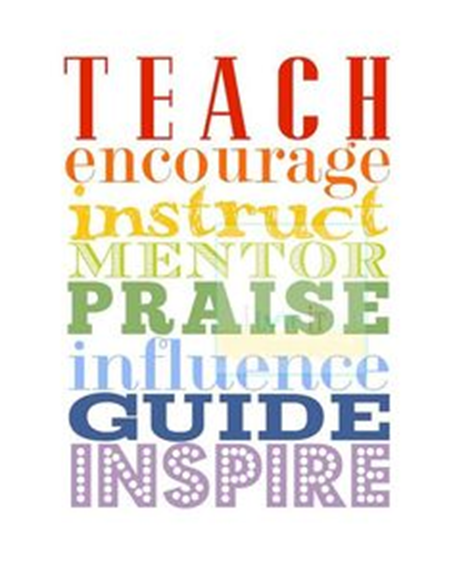 TEACH
encourage
instruct
MENTOR
PRAISE
influence
GUIDE
INSPIRE